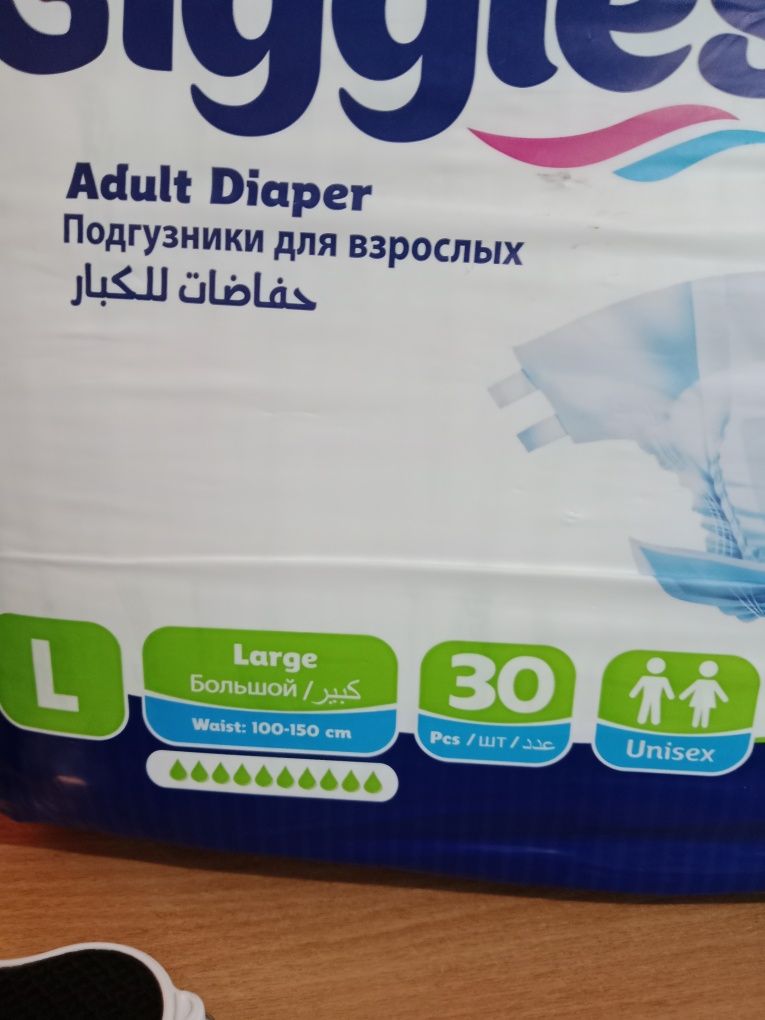 Giggles
Adult Diaper
Подгузники для взрослых
حفاضات للكبار
L
Large
Большой / كبير
Waist: 100-150 cm
30
Pcs / ШТ / عدد
Unisex